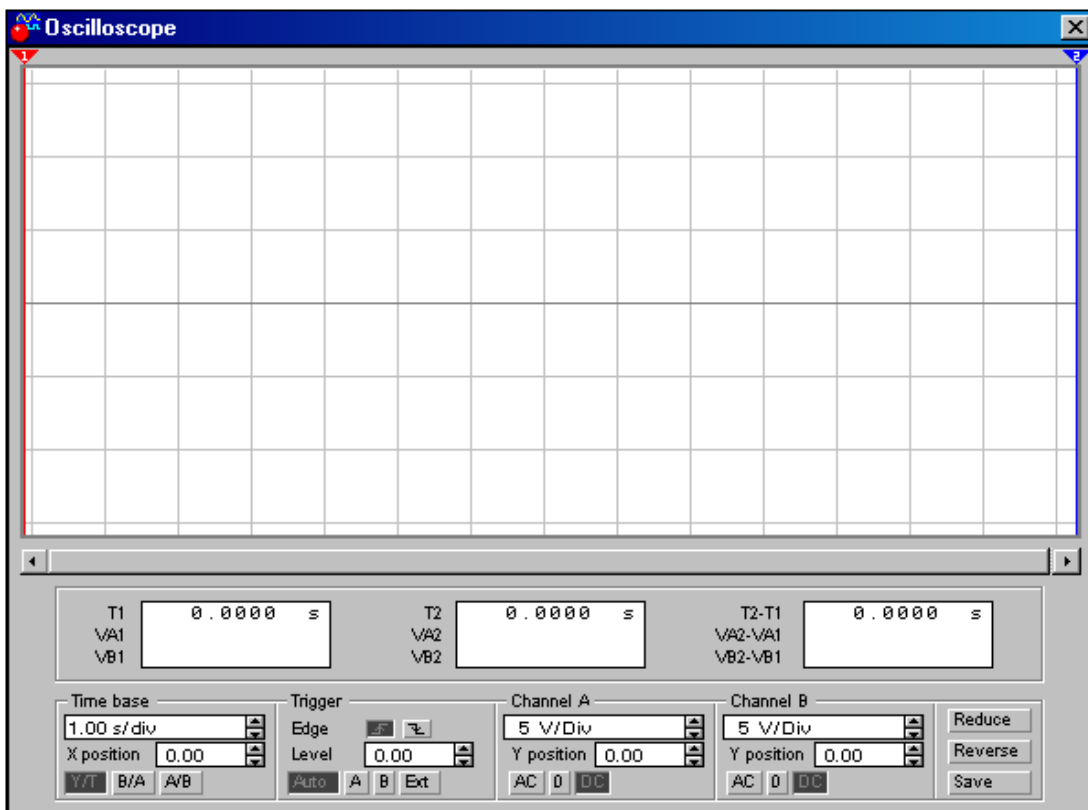 Oscilloscope
1 2
T1 0.0000 s T2 0.0000 s T2-T1 0.0000 s
VA1 VA2 VA2-VA1
VB1 VB2 VB2-VB1
Time base Trigger Channel A Channel B
1.00 s/div Edge 5 V/Div 5 V/Div Reduce
X position 0.00 Level 0.00 Y position 0.00 Y position 0.00 Reverse
Y/T B/A A/B Auto A B Ext AC 0 DC AC 0 DC Save